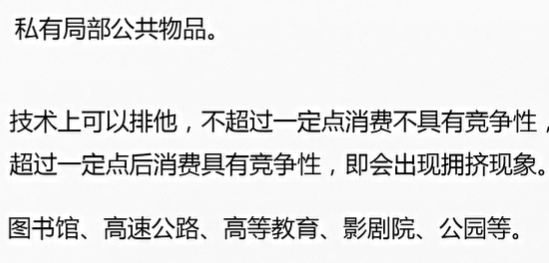 私有局部公共物品。
技术上可以排他，不超过一定点消费不具有竞争性，
超过一定点后消费具有竞争性，即会出现拥挤现象。
图书馆、高速公路、高等教育、影剧院、公园等。